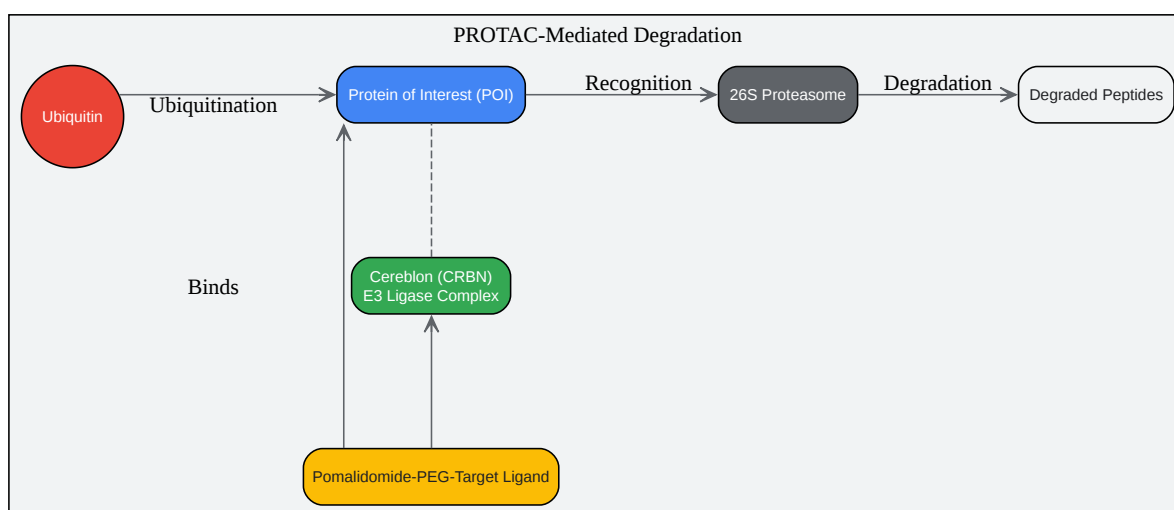 PROTAC-Mediated Degradation
Ubiquitin
Ubiquitination
Protein of Interest (POI)
Recognition
26S Proteasome
Degradation
Degraded Peptides
Binds
Cereblon (CRBN)
E3 Ligase Complex
Pomalidomide-PEG-Target Ligand